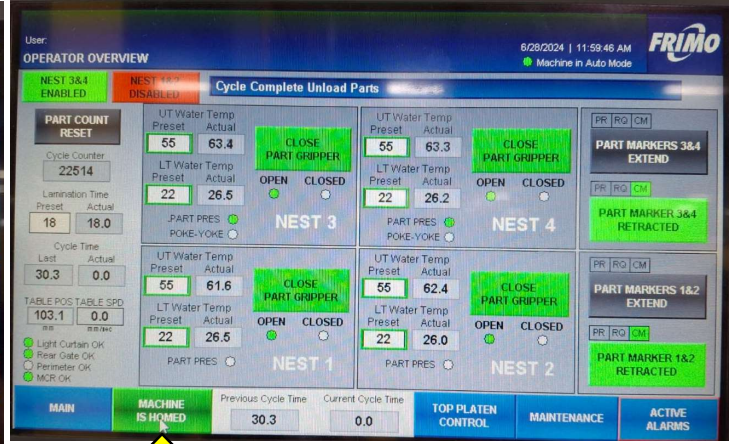 User:
OPERATOR OVERVIEW
6/28/2024 | 11:59:46 AM
Machine in Auto Mode
FRIMO
NEST 3&4
ENABLED
NEST 1&2
DISABLED
Cycle Complete Unload Parts
PART COUNT
RESET
Cycle Counter
22514
Lamination Time
Preset Actual
18 18.0
Cycle Time
Last Actual
30.3 0.0
TABLE POS TABLE SPD
103.1 0.0
mm mm/sec
Light Curtain OK
Rear Gate OK
Perimeter OK
MCR OK
UT Water Temp
Preset Actual
55 63.4
LT Water Temp
Preset Actual
22 26.5
CLOSE
PART GRIPPER
OPEN CLOSED
PART PRES
POKE-YOKE
NEST 3
UT Water Temp
Preset Actual
55 63.3
LT Water Temp
Preset Actual
22 26.2
CLOSE
PART GRIPPER
OPEN CLOSED
PART PRES
POKE-YOKE
NEST 4
PR RQ CM
PART MARKERS 3&4
EXTEND
PR RQ CM
PART MARKER 3&4
RETRACTED
UT Water Temp
Preset Actual
55 61.6
LT Water Temp
Preset Actual
22 26.5
CLOSE
PART GRIPPER
OPEN CLOSED
PART PRES
NEST 1
UT Water Temp
Preset Actual
55 62.4
LT Water Temp
Preset Actual
22 26.0
CLOSE
PART GRIPPER
OPEN CLOSED
PART PRES
NEST 2
PR RQ CM
PART MARKERS 1&2
EXTEND
PR RQ CM
PART MARKER 1&2
RETRACTED
MAIN
MACHINE
IS HOMED
Previous Cycle Time
30.3
Current Cycle Time
0.0
TOP PLATEN
CONTROL
MAINTENANCE
ACTIVE
ALARMS